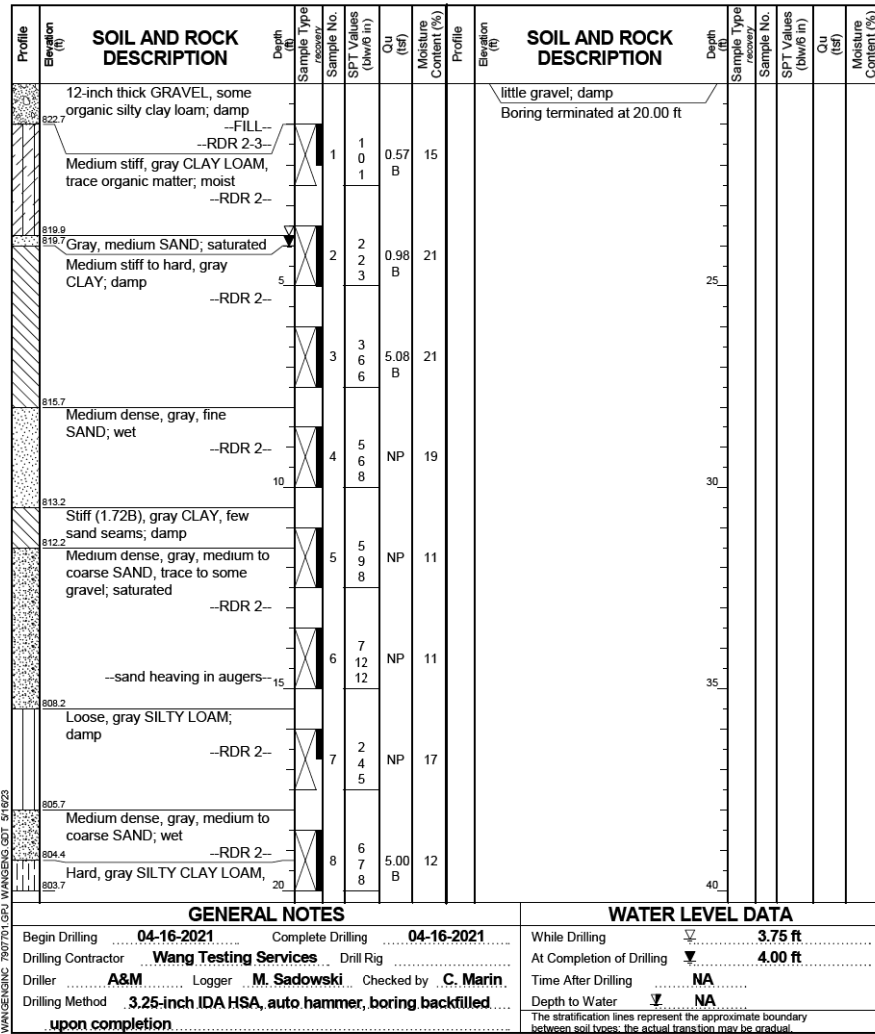 Profile
Elevation (ft)
SOIL AND ROCK
DESCRIPTION
Depth (ft)
Sample Type
recovery
Sample No.
SPT Values (blw/6 in)
Qu (tsf)
Moisture Content (%)
Profile
Elevation (ft)
SOIL AND ROCK
DESCRIPTION
Depth (ft)
Sample Type
recovery
Sample No.
SPT Values (blw/6 in)
Qu (tsf)
Moisture Content (%)
12-inch thick GRAVEL, some
organic silty clay loam; damp
822.7
--FILL--
--RDR 2-3--
Medium stiff, gray CLAY LOAM,
trace organic matter; moist
--RDR 2--
1
1
0
1
0.57
B
15
819.9
819.7
Gray, medium SAND; saturated
Medium stiff to hard, gray
CLAY; damp
5
--RDR 2--
2
2
2
3
0.98
B
21
3
3
6
6
5.08
B
21
815.7
Medium dense, gray, fine
SAND; wet
--RDR 2--
10
4
5
6
8
NP
19
813.2
Stiff (1.72B), gray CLAY, few
sand seams; damp
812.2
Medium dense, gray, medium to
coarse SAND, trace to some
gravel; saturated
--RDR 2--
5
5
9
8
NP
11
--sand heaving in augers--
15
6
7
12
12
NP
11
808.2
Loose, gray SILTY LOAM;
damp
--RDR 2--
7
2
4
5
NP
17
805.7
Medium dense, gray, medium to
coarse SAND; wet
--RDR 2--
804.4
Hard, gray SILTY CLAY LOAM,
803.7
20
8
6
7
8
5.00
B
12
little gravel; damp
Boring terminated at 20.00 ft
25
30
35
40
GENERAL NOTES
Begin Drilling 04-16-2021 Complete Drilling 04-16-2021
Drilling Contractor Wang Testing Services Drill Rig
Driller A&M Logger M. Sadowski Checked by C. Marin
Drilling Method 3.25-inch IDA HSA, auto hammer, boring backfilled
upon completion
WATER LEVEL DATA
While Drilling 3.75 ft
At Completion of Drilling 4.00 ft
Time After Drilling NA
Depth to Water NA
The stratification lines represent the approximate boundary
between soil types; the actual transition may be gradual.
WANGENGINC 7907701.GPJ WANGENG.GDT 5/16/23